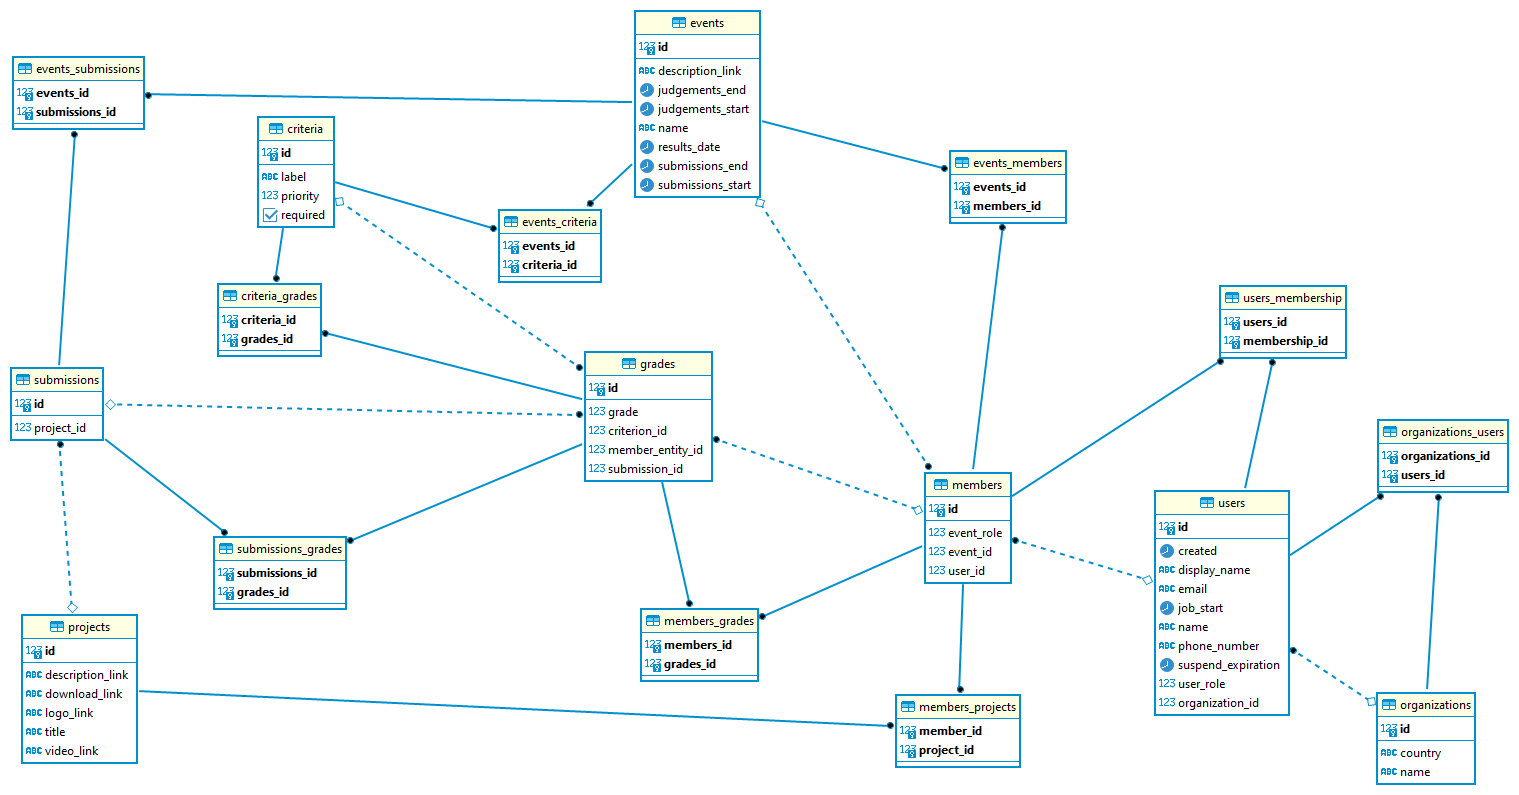 events
123 id
ABC description_link
judgements_end
judgements_start
ABC name
results_date
submissions_end
submissions_start
events_submissions
123 events_id
123 submissions_id
criteria
123 id
ABC label
123 priority
required
events_members
123 events_id
123 members_id
events_criteria
123 events_id
123 criteria_id
criteria_grades
123 criteria_id
123 grades_id
users_membership
123 users_id
123 membership_id
grades
123 id
123 grade
123 criterion_id
123 member_entity_id
123 submission_id
submissions
123 id
123 project_id
organizations_users
123 organizations_id
123 users_id
members
123 id
123 event_role
123 event_id
123 user_id
users
123 id
created
ABC display_name
ABC email
job_start
ABC name
ABC phone_number
suspend_expiration
123 user_role
123 organization_id
submissions_grades
123 submissions_id
123 grades_id
members_grades
123 members_id
123 grades_id
projects
123 id
ABC description_link
ABC download_link
ABC logo_link
ABC title
ABC video_link
members_projects
123 member_id
123 project_id
organizations
123 id
ABC country
ABC name